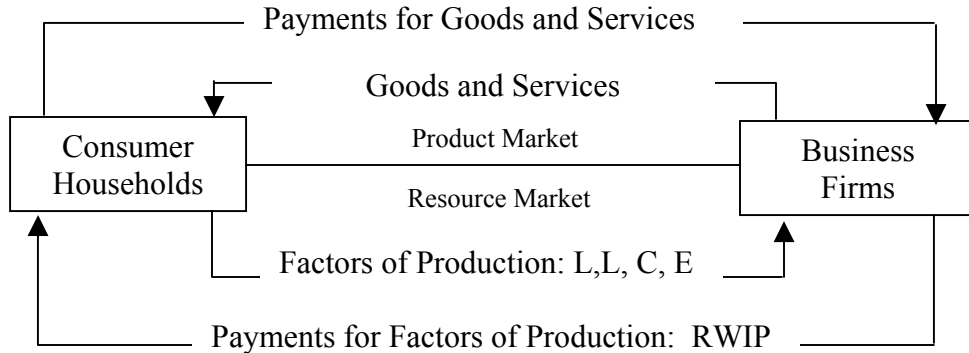 Payments for Goods and Services
Goods and Services
Consumer
Households
Product Market
Business
Firms
Resource Market
Factors of Production: L,L, C, E
Payments for Factors of Production:  RWIP